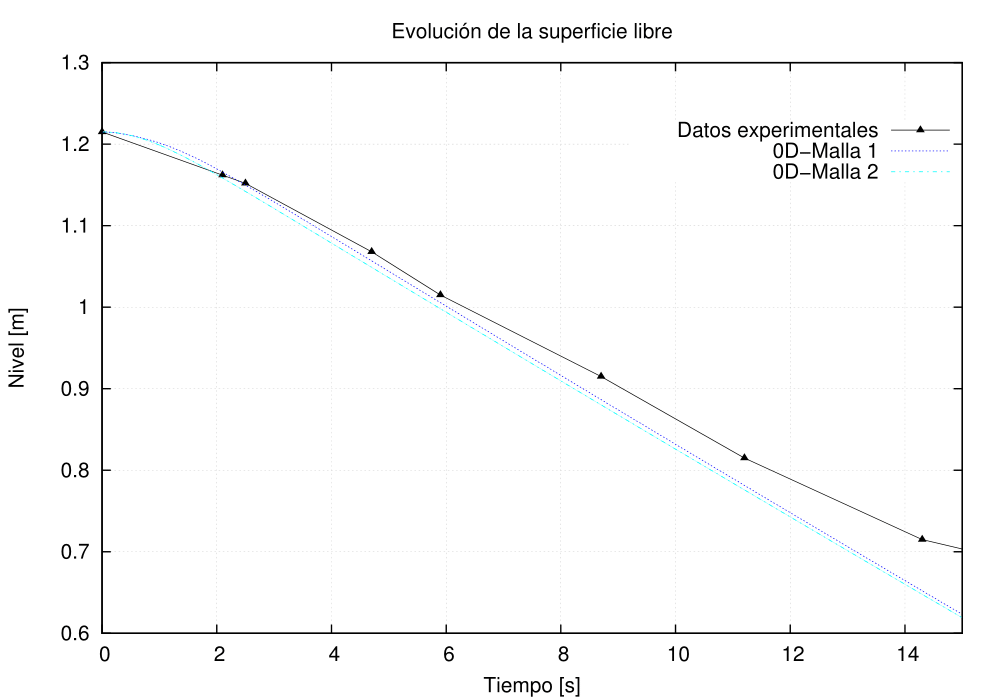 Evolución de la superficie libre
1.3
1.2
1.1
1
0.9
0.8
0.7
0.6
Nivel [m]
Datos experimentales
0D−Malla 1
0D−Malla 2
0 2 4 6 8 10 12 14
Tiempo [s]